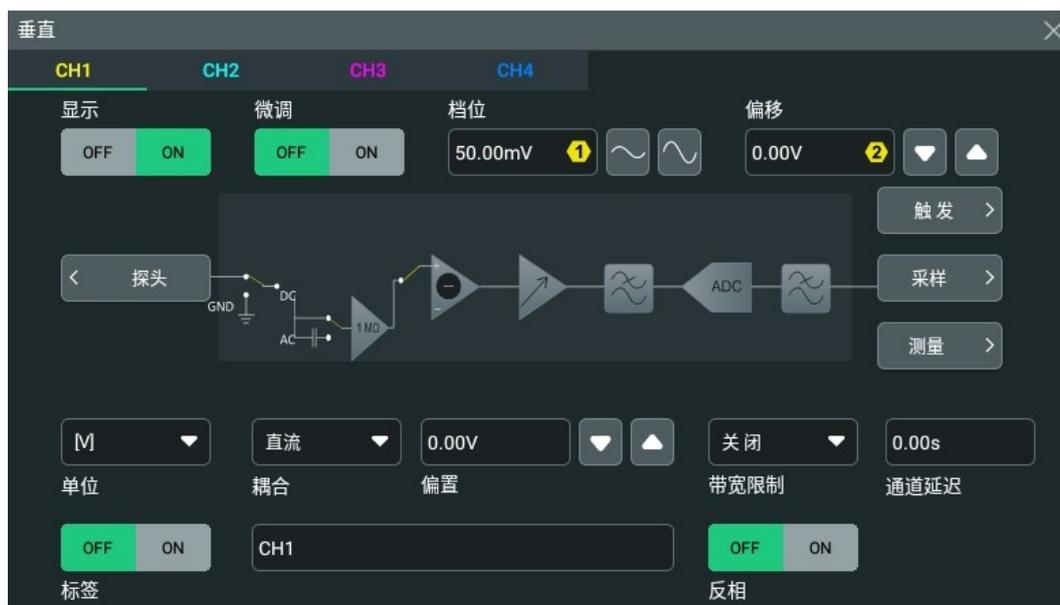 垂直
CH1 CH2 CH3 CH4
显示 微调 档位 偏移
OFF ON OFF ON 50.00mV 1 0.00V 2
触发
探头 采样
GND DC ADC
1 MΩ
AC
测量
[V] 直流 0.00V 关闭 0.00s
单位 耦合 偏置 带宽限制 通道延迟
OFF ON CH1 OFF ON
标签 反相